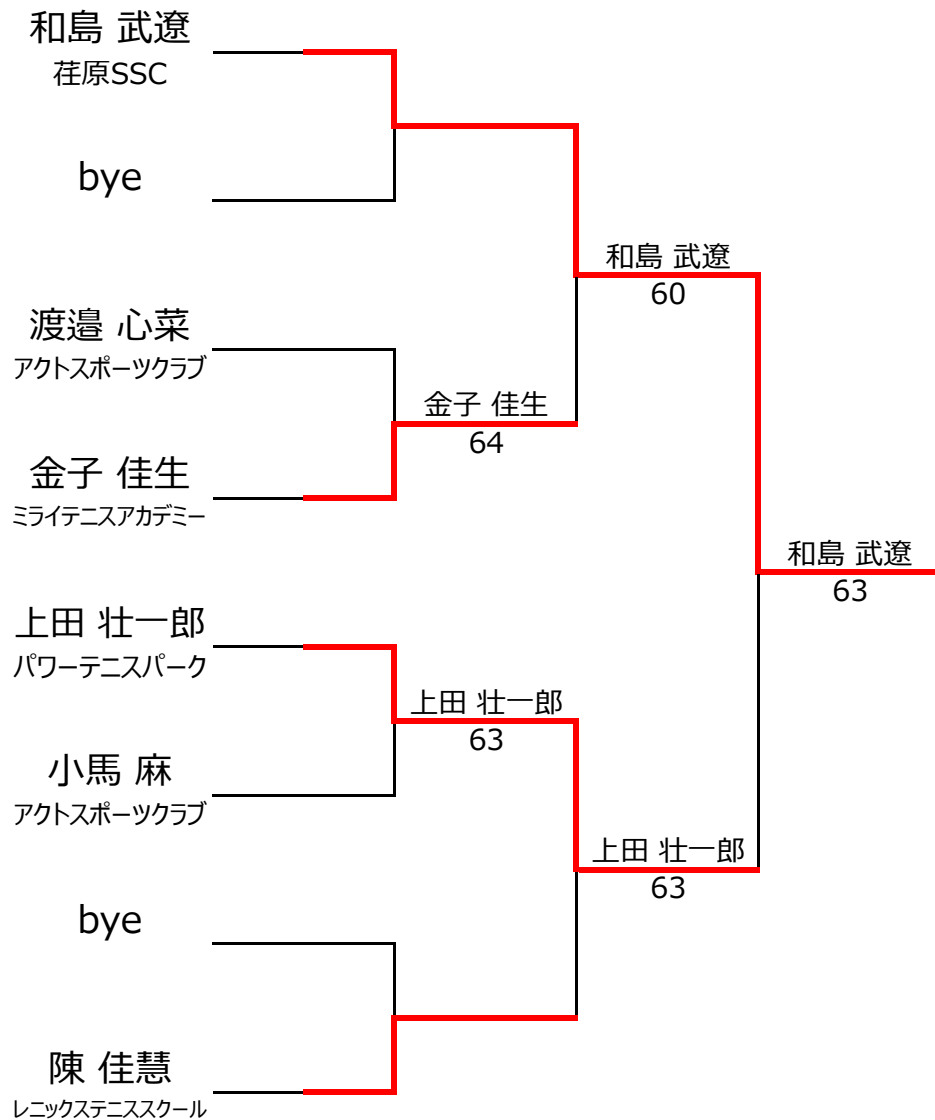 和島 武遼
荏原SSC
bye
和島 武遼
60
渡邉 心菜
アクトスポーツクラブ
金子 佳生
64
金子 佳生
ミライテニスアカデミー
和島 武遼
63
上田 壮一郎
パワーテニスパーク
上田 壮一郎
63
小馬 麻
アクトスポーツクラブ
上田 壮一郎
63
bye
陳 佳慧
レニックステニススクール